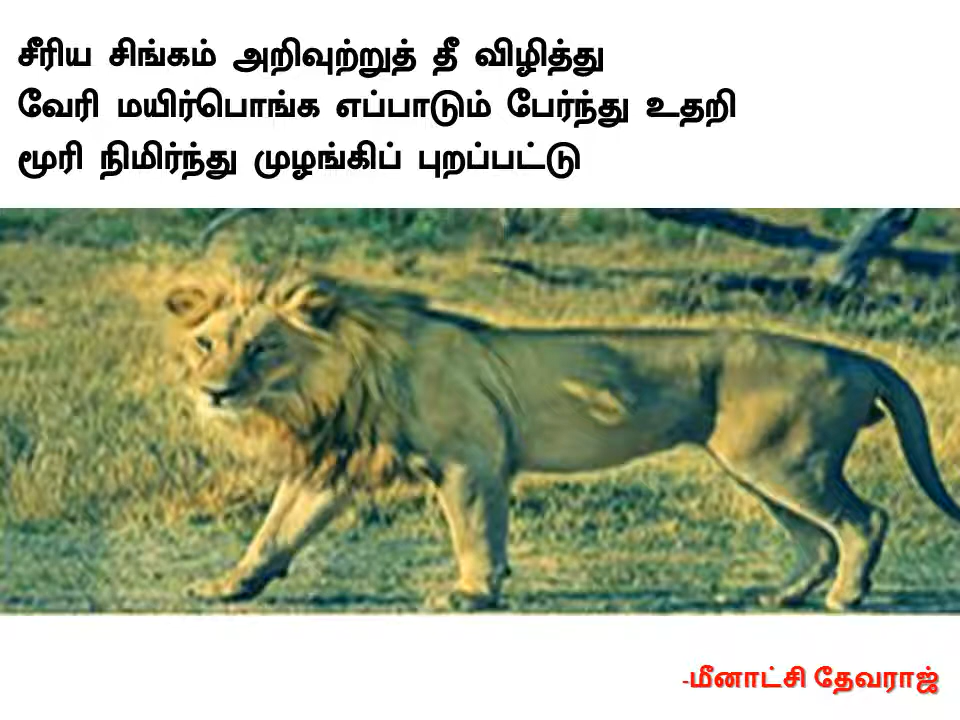 சீரிய சிங்கம் அறிவுற்றுத் தீ விழித்து
வேரி மயிர்பொங்க எப்பாடும் பேர்ந்து உதறி
மூரி நிமிர்ந்து முழங்கிப் புறப்பட்டு
-மீனாட்சி தேவராஜ்